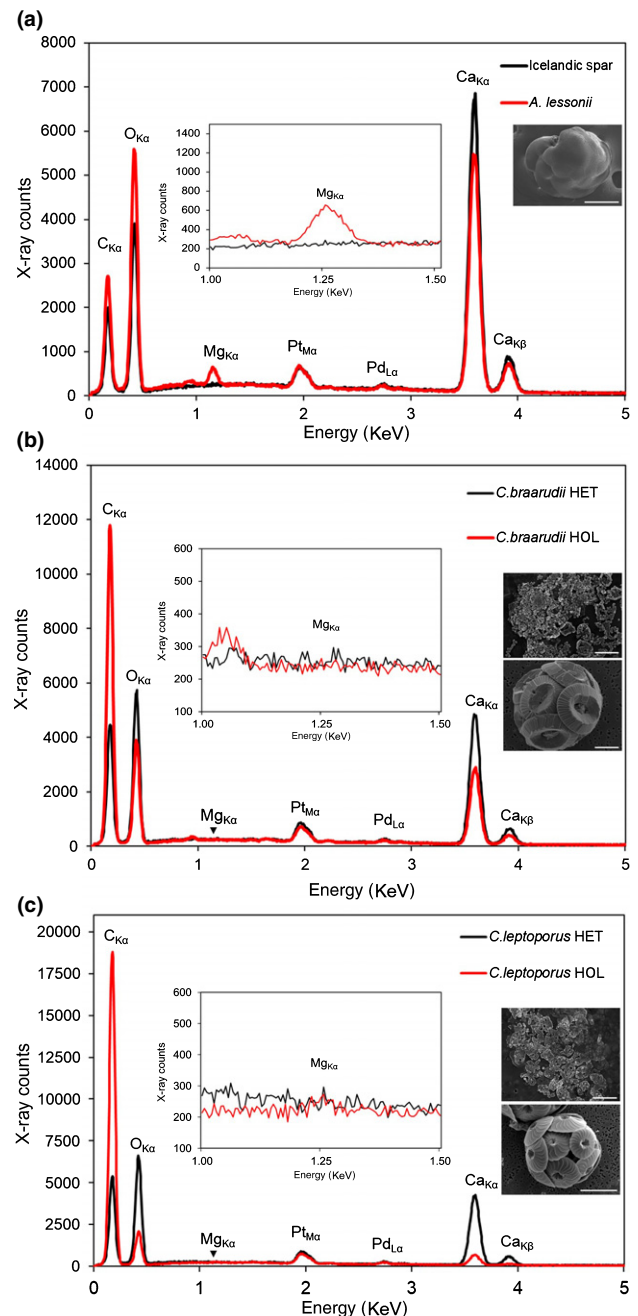 (a)
8000
7000
6000
5000
4000
3000
2000
1000
0
X-ray counts
0 1 2 3 4 5
Energy (KeV)
CKα
OKα
MgKα
PtMα
PdLα
CaKα
CaKβ
Icelandic spar
A. lessonii
1400
1200
1000
800
600
400
200
0
X-ray counts
MgKα
1.00 1.25 1.50
Energy (KeV)
(b)
14000
12000
10000
8000
6000
4000
2000
0
X-ray counts
0 1 2 3 4 5
Energy (KeV)
CKα
OKα
MgKα
PtMα
PdLα
CaKα
CaKβ
C.braarudii HET
C.braarudii HOL
600
500
400
300
200
100
X-ray counts
MgKα
1.00 1.25 1.50
Energy (KeV)
(c)
20000
17500
15000
12500
10000
7500
5000
2500
0
X-ray counts
0 1 2 3 4 5
Energy (KeV)
CKα
OKα
MgKα
PtMα
PdLα
CaKα
CaKβ
C.leptoporus HET
C.leptoporus HOL
600
500
400
300
200
100
X-ray counts
MgKα
1.00 1.25 1.50
Energy (KeV)